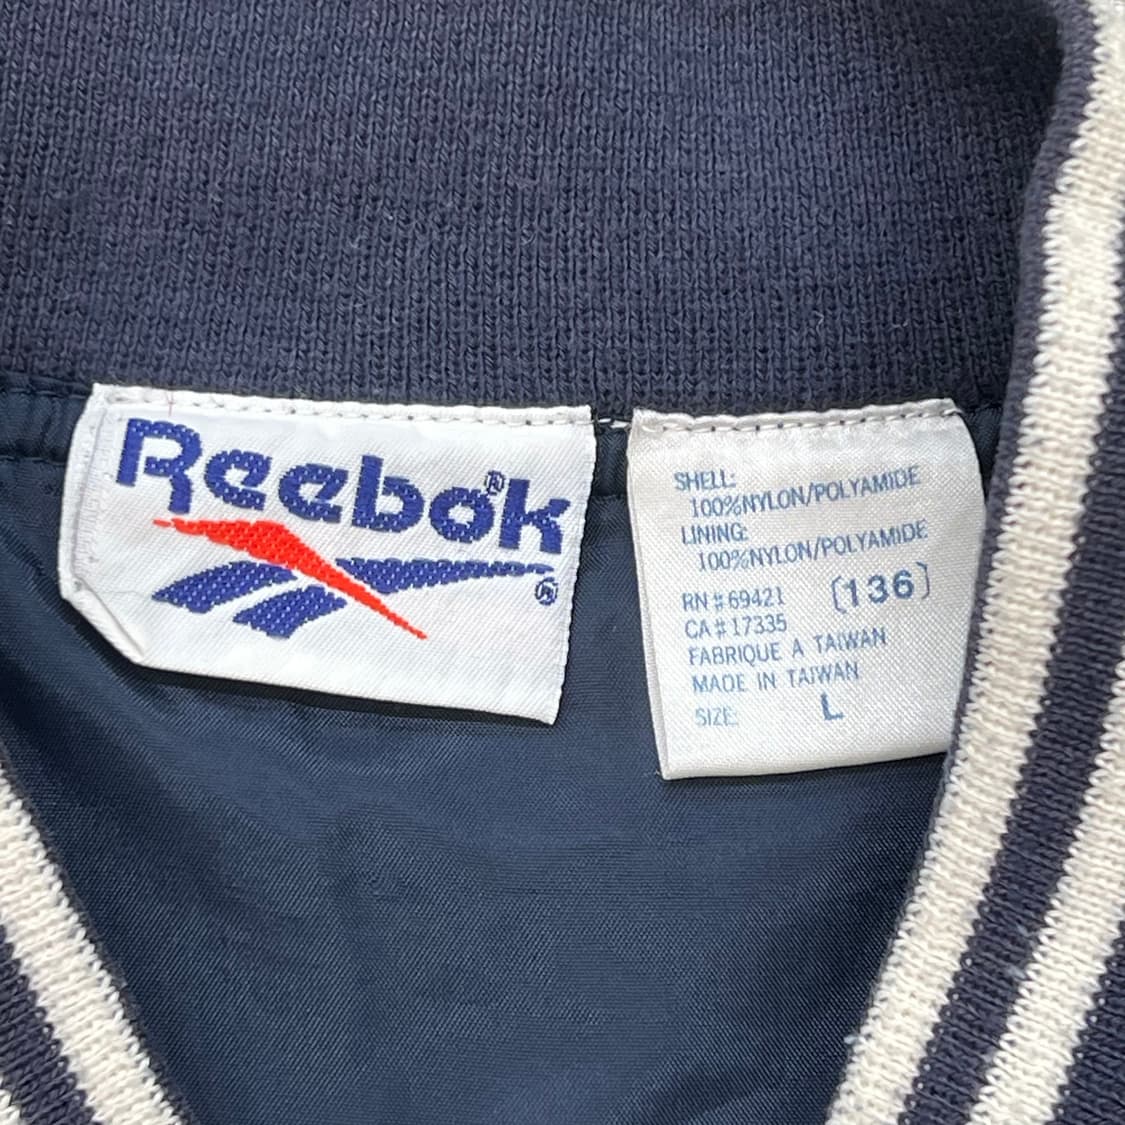 Reebok®
®
SHELL:
100%NYLON/POLYAMIDE
LINING:
100%NYLON/POLYAMIDE
RN#69421 (136)
CA#17335
FABRIQUE À TAIWAN
MADE IN TAIWAN
SIZE: L